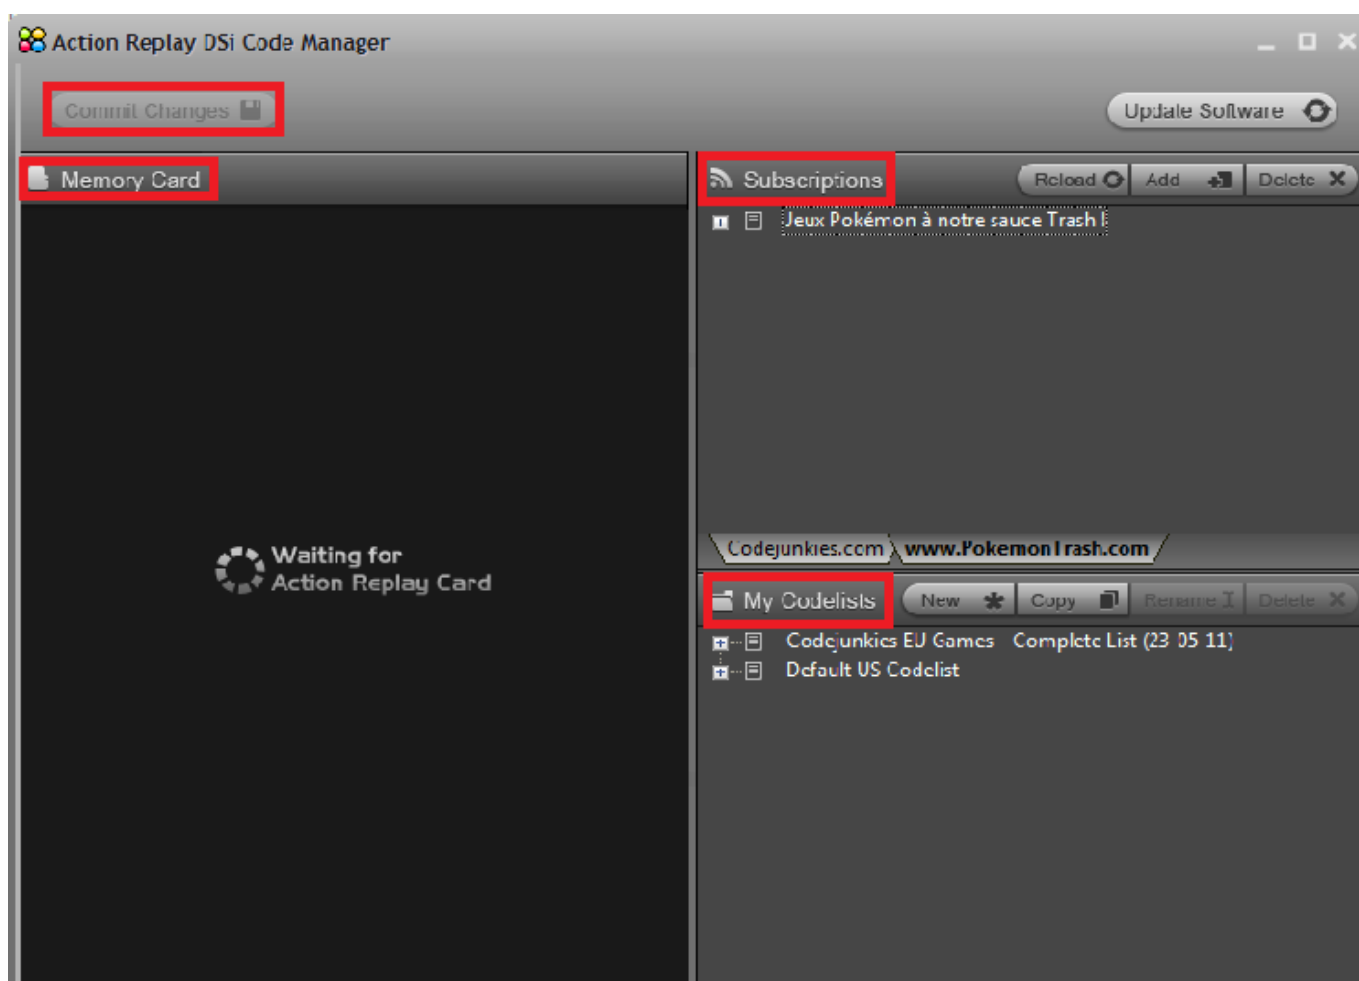 Action Replay DSi Code Manager
Commit Changes
Update Software
Memory Card
Waiting for
Action Replay Card
Subscriptions
Reload
Add
Delete
Jeux Pokémon à notre sauce Trash !
Codejunkies.com
www.PokemonTrash.com
My Codelists
New
Copy
Rename
Delete
Codejunkies EU Games - Complete List (23-05-11)
Default US Codelist